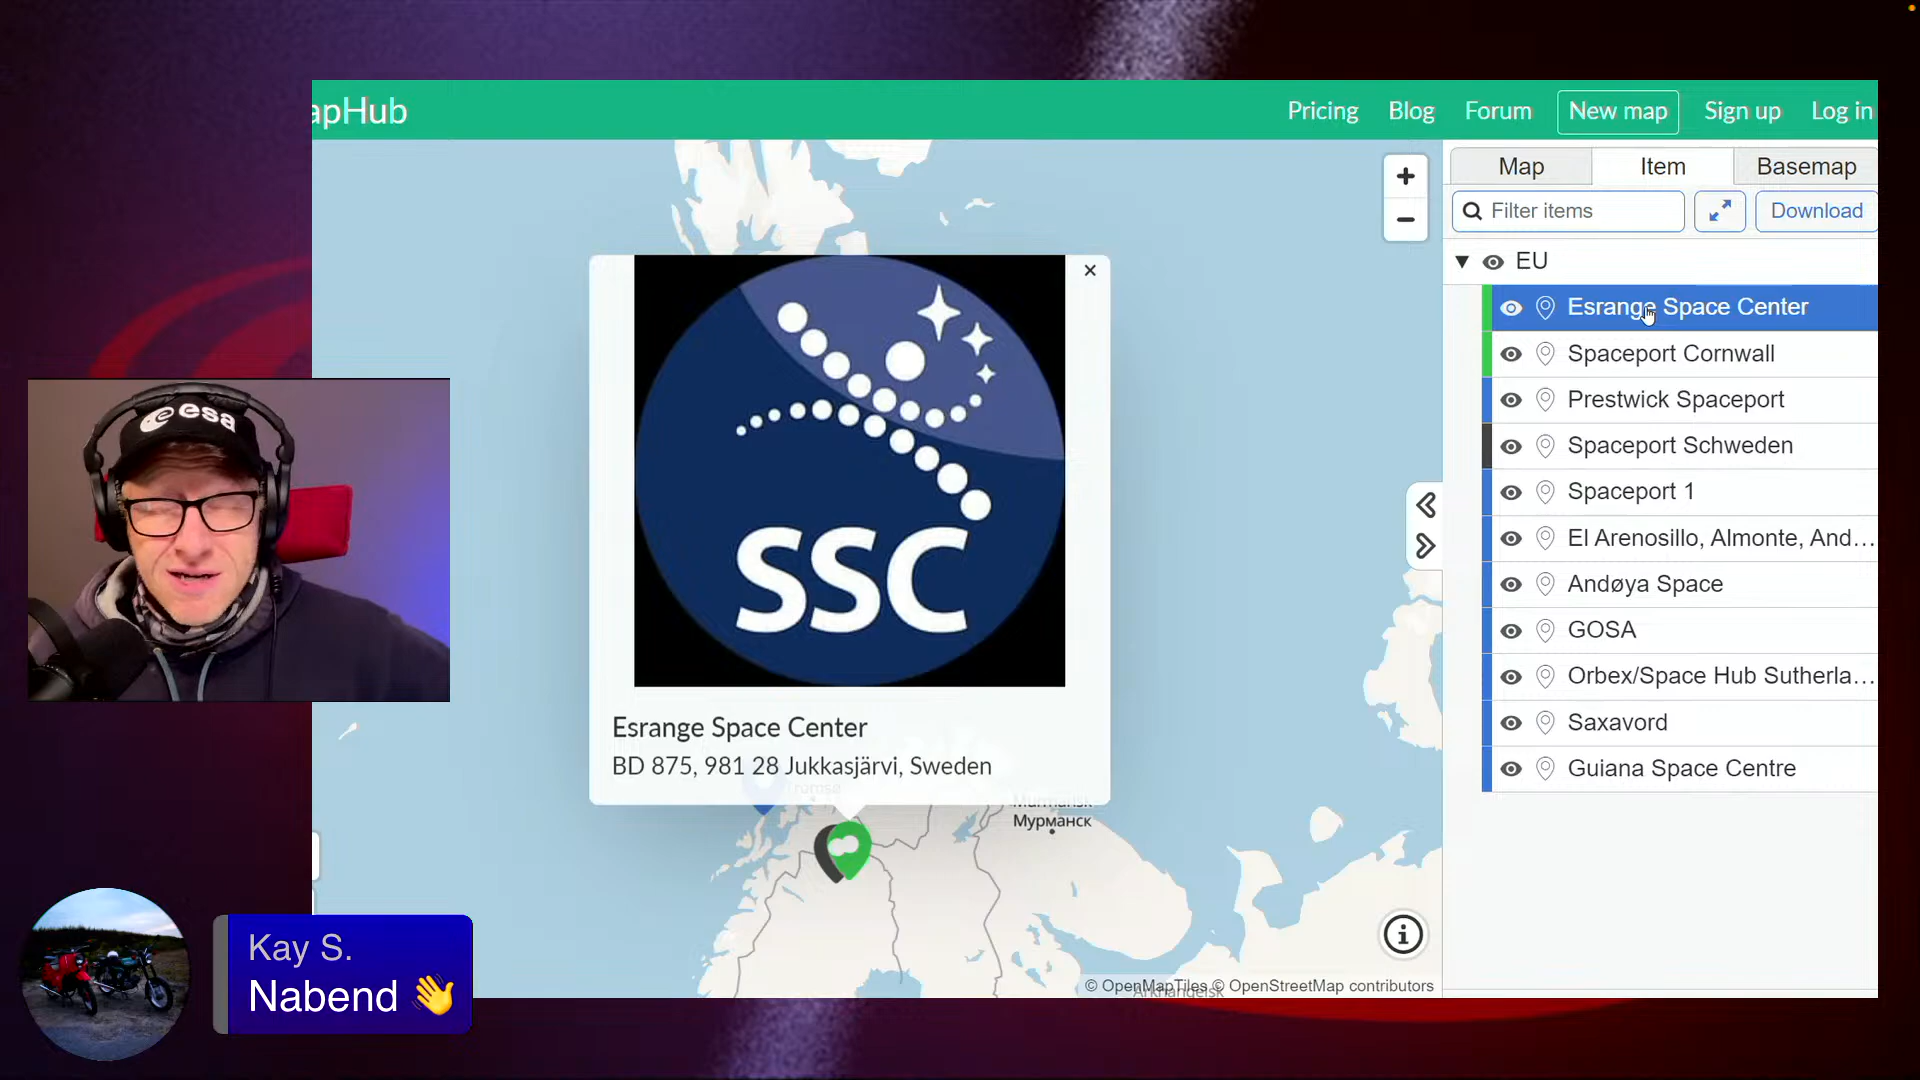 apHub
Pricing
Blog
Forum
New map
Sign up
Log in
Map
Item
Basemap
Filter items
Download
EU
Esrange Space Center
Spaceport Cornwall
Prestwick Spaceport
Spaceport Schweden
Spaceport 1
El Arenosillo, Almonte, And...
Andøya Space
GOSA
Orbex/Space Hub Sutherla...
Saxavord
Guiana Space Centre
SSC
Esrange Space Center
BD 875, 981 28 Jukkasjärvi, Sweden
Tromsø
Murmansk
Мурманск
© OpenMapTiles © OpenStreetMap contributors
Arkhangelsk
esa
Kay S.
Nabend 👋